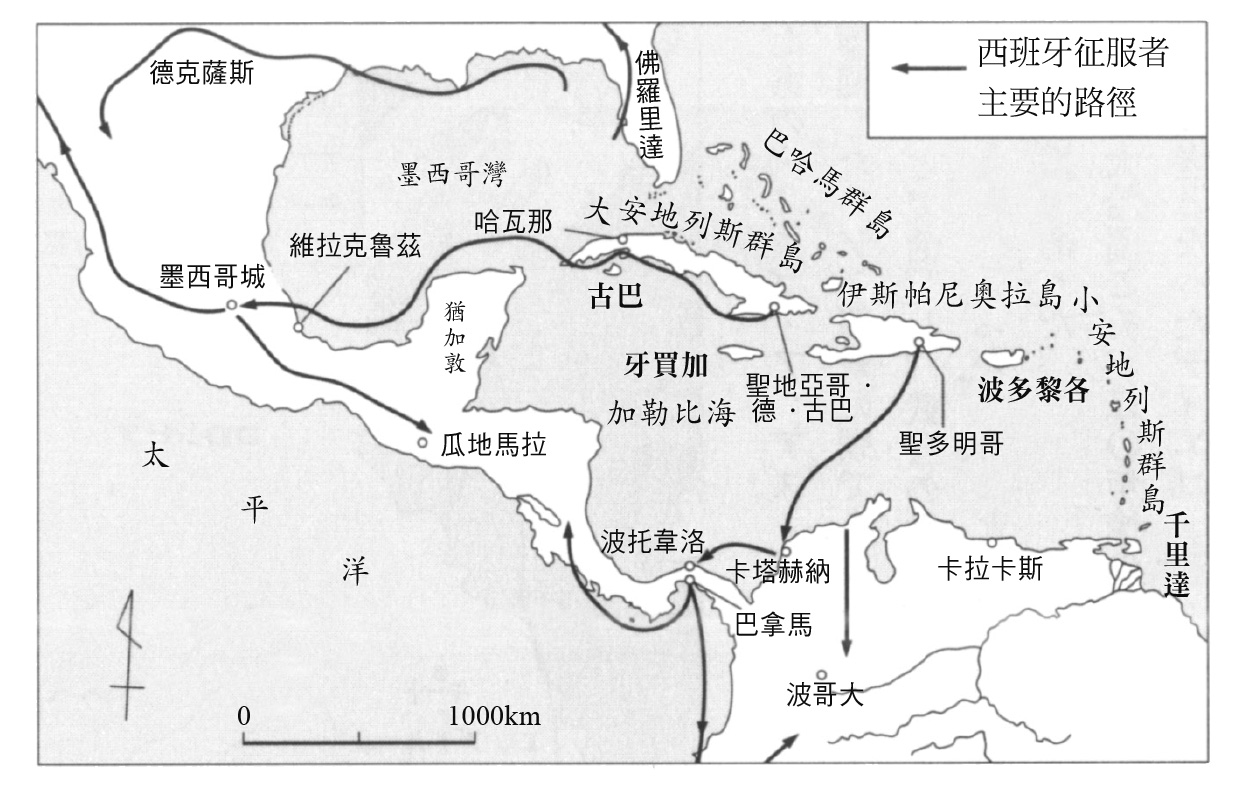 西班牙征服者
主要的路徑
德克薩斯
佛羅里達
墨西哥灣
巴哈馬群島
哈瓦那
大安地列斯群島
維拉克魯茲
墨西哥城
古巴
伊斯帕尼奧拉島
小安地列斯群島
猶加敦
牙買加
聖地亞哥·
德·古巴
波多黎各
加勒比海
瓜地馬拉
聖多明哥
太平洋
波托韋洛
卡塔赫納
卡拉卡斯
千里達
巴拿馬
波哥大
0
1000km